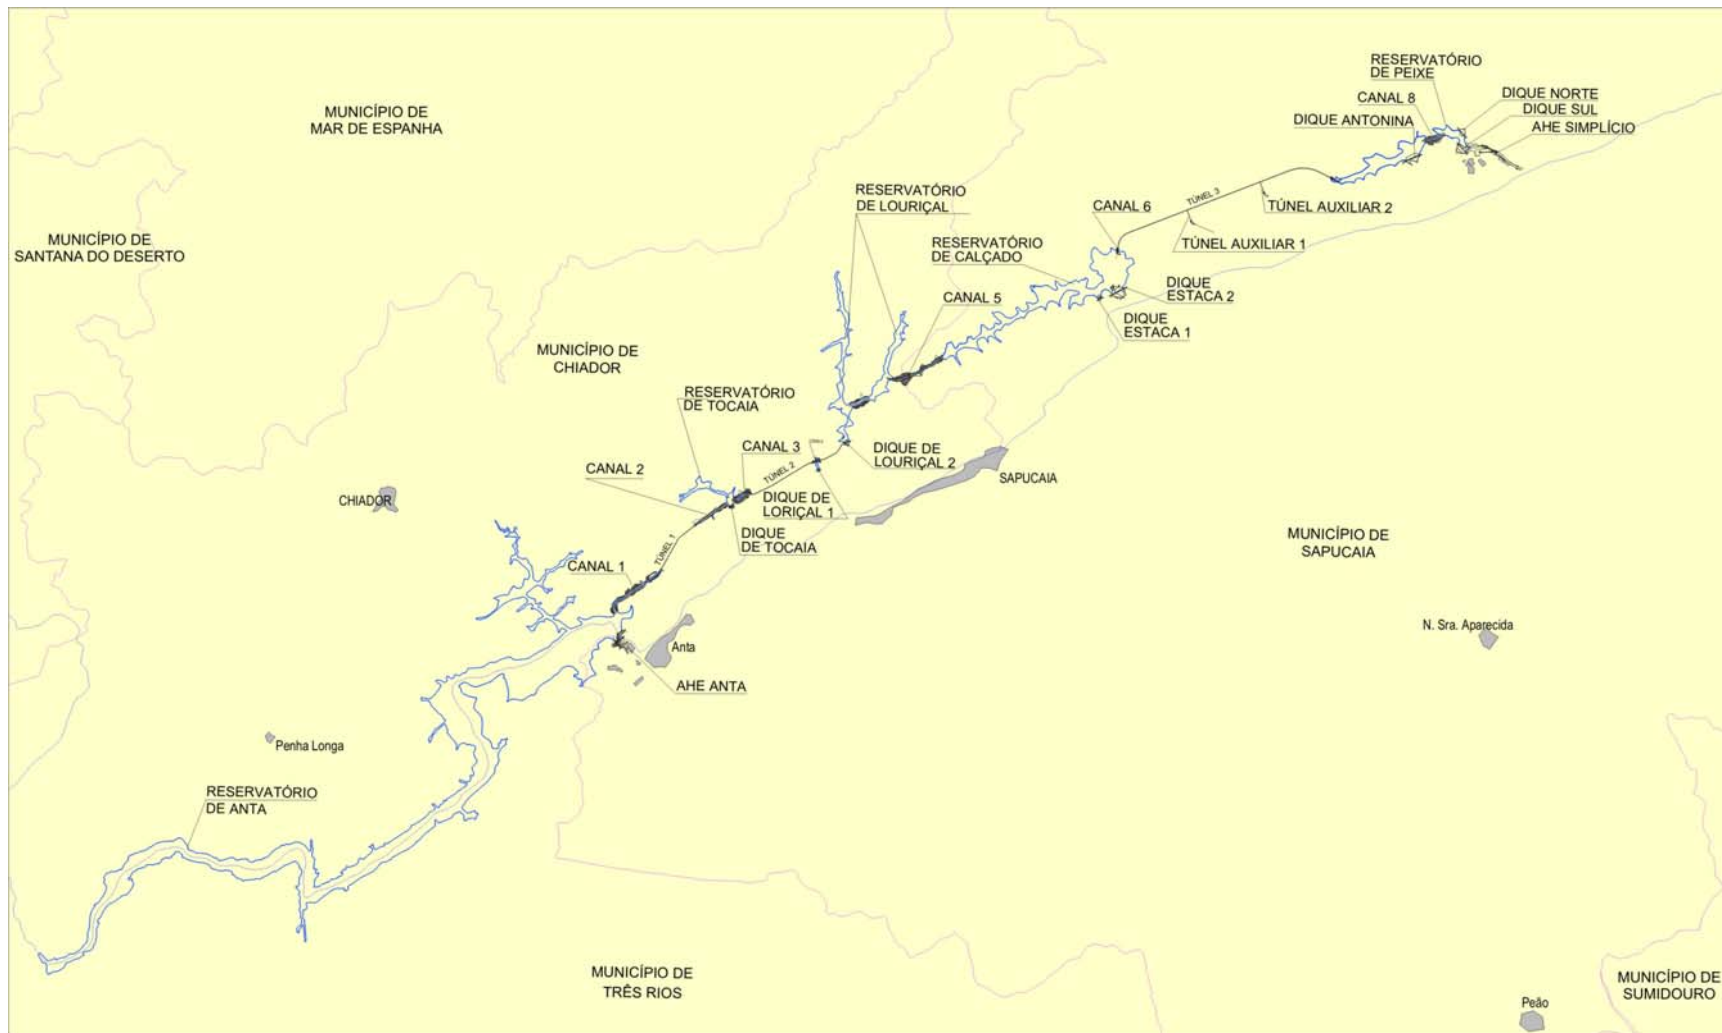 RESERVATÓRIO
DE PEIXE
CANAL 8
DIQUE NORTE
DIQUE SUL
DIQUE ANTONINA
AHE SIMPLÍCIO
MUNICÍPIO DE
MAR DE ESPANHA
RESERVATÓRIO
DE LOURIÇAL
CANAL 6
TÚNEL 3
TÚNEL AUXILIAR 2
TÚNEL AUXILIAR 1
MUNICÍPIO DE
SANTANA DO DESERTO
RESERVATÓRIO
DE CALÇADO
DIQUE
ESTACA 2
CANAL 5
DIQUE
ESTACA 1
MUNICÍPIO DE
CHIADOR
RESERVATÓRIO
DE TOCAIA
CANAL 3
DIQUE DE
LOURIÇAL 2
CANAL 2
TÚNEL 2
SAPUCAIA
CHIADOR
DIQUE DE
LORIÇAL 1
DIQUE
DE TOCAIA
MUNICÍPIO DE
SAPUCAIA
TÚNEL 1
CANAL 1
N. Sra. Aparecida
Anta
AHE ANTA
Penha Longa
RESERVATÓRIO
DE ANTA
MUNICÍPIO DE
TRÊS RIOS
MUNICÍPIO DE
SUMIDOURO
Peão